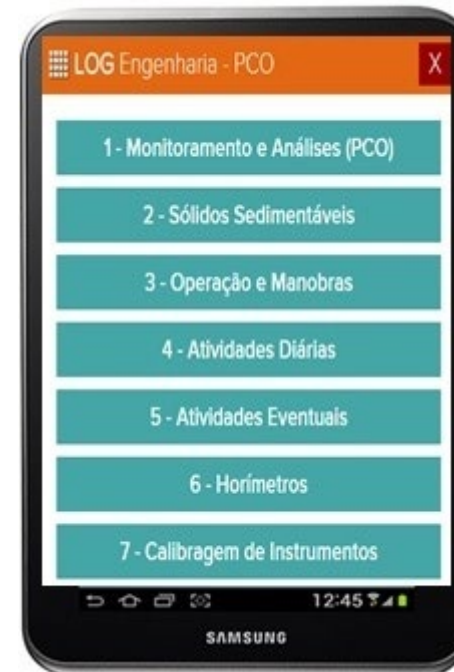 LOG Engenharia - PCO X
1 - Monitoramento e Análises (PCO)
2 - Sólidos Sedimentáveis
3 - Operação e Manobras
4 - Atividades Diárias
5 - Atividades Eventuais
6 - Horímetros
7 - Calibragem de Instrumentos
12:45
SAMSUNG